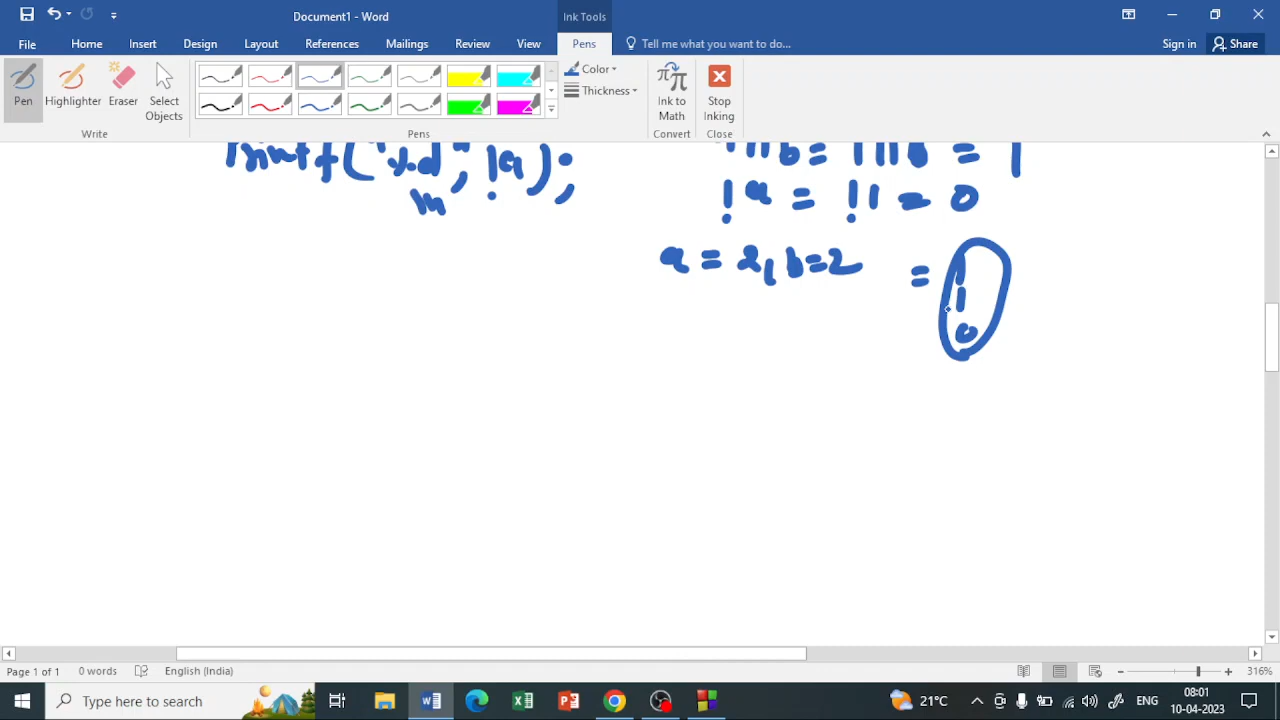 Document1 - Word
Ink Tools
File Home Insert Design Layout References Mailings Review View Pens Tell me what you want to do... Sign in Share
Pen Highlighter Eraser Select Objects
Color
Thickness
Ink to Math
Stop Inking
Write Pens Convert Close
printf("%d", !a);
!a = !1 = 0
a = 2, b=2 = 1
1
0
Page 1 of 1 0 words English (India) 316%
Type here to search
21°C ENG 08:01
10-04-2023